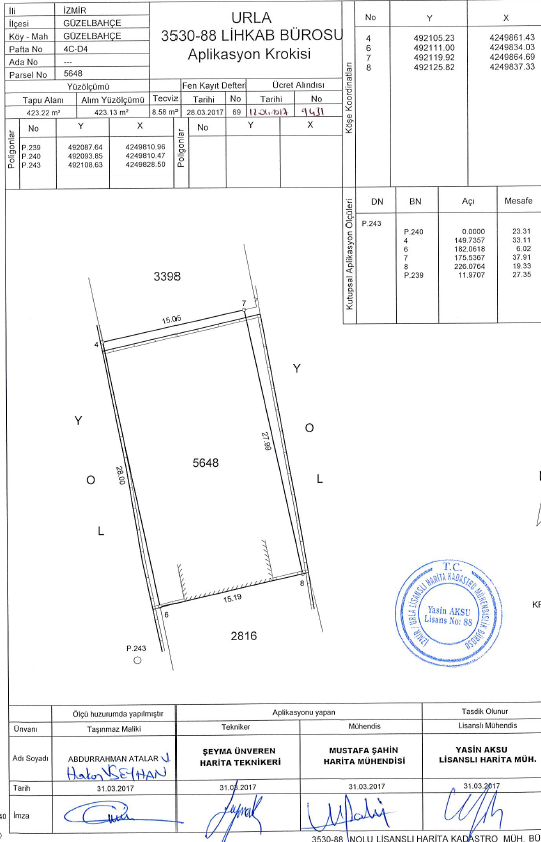 İli İZMİR
İlçesi GÜZELBAHÇE
Köy - Mah GÜZELBAHÇE
Pafta No 4C-D4
Ada No ---
Parsel No 5648
URLA
3530-88 LİHKAB BÜROSU
Aplikasyon Krokisi
Yüzölçümü
Tapu Alanı Alım Yüzölçümü Tecviz
423.22 m² 423.13 m² 8.58 m²
Fen Kayıt Defter Ücret Alındısı
Tarihi No Tarihi No
28.03.2017 69 9431
Poligonlar
No Y X
P.239 492087.64 4249810.96
P.240 492093.85 4249810.47
P.243 492108.63 4249828.50
Poligonlar
No Y X
Köşe Koordinatları
No Y X
4 492105.23 4249861.43
6 492111.00 4249834.03
7 492119.92 4249864.69
8 492125.82 4249837.33
Kutupsal Aplikasyon Ölçüleri
DN BN Açı Mesafe
P.243
P.240 0.0000 23.31
4 149.7357 33.11
6 182.0618 6.02
7 175.5367 37.91
8 226.0764 19.33
P.239 11.9707 27.35
3398
7
15.05
4
Y
O
L
Y
O
L
28.00
27.99
5648
15.19
6
8
2816
P.243
T.C.
İZMİR / URLA LİSANSLI HARİTA KADASTRO MÜHENDİSLİK BÜROSU
Yasin AKSU
Lisans No: 88
Ölçü huzurumda yapılmıştır Aplikasyonu yapan Tasdik Olunur
Ünvanı Taşınmaz Maliki Tekniker Mühendis Lisanslı Mühendis
Adı Soyadı ABDURRAHMAN ATALAR ŞEYMA ÜNVEREN MUSTAFA ŞAHİN YASİN AKSU
HARİTA TEKNİKERİ HARİTA MÜHENDİSİ LİSANSLI HARİTA MÜH.
SEYHAN
Tarih 31.03.2017 31.03.2017 31.03.2017 31.03.2017
İmza
3530-88 NOLU LİSANSLI HARİTA KADASTRO MÜH. BÜ